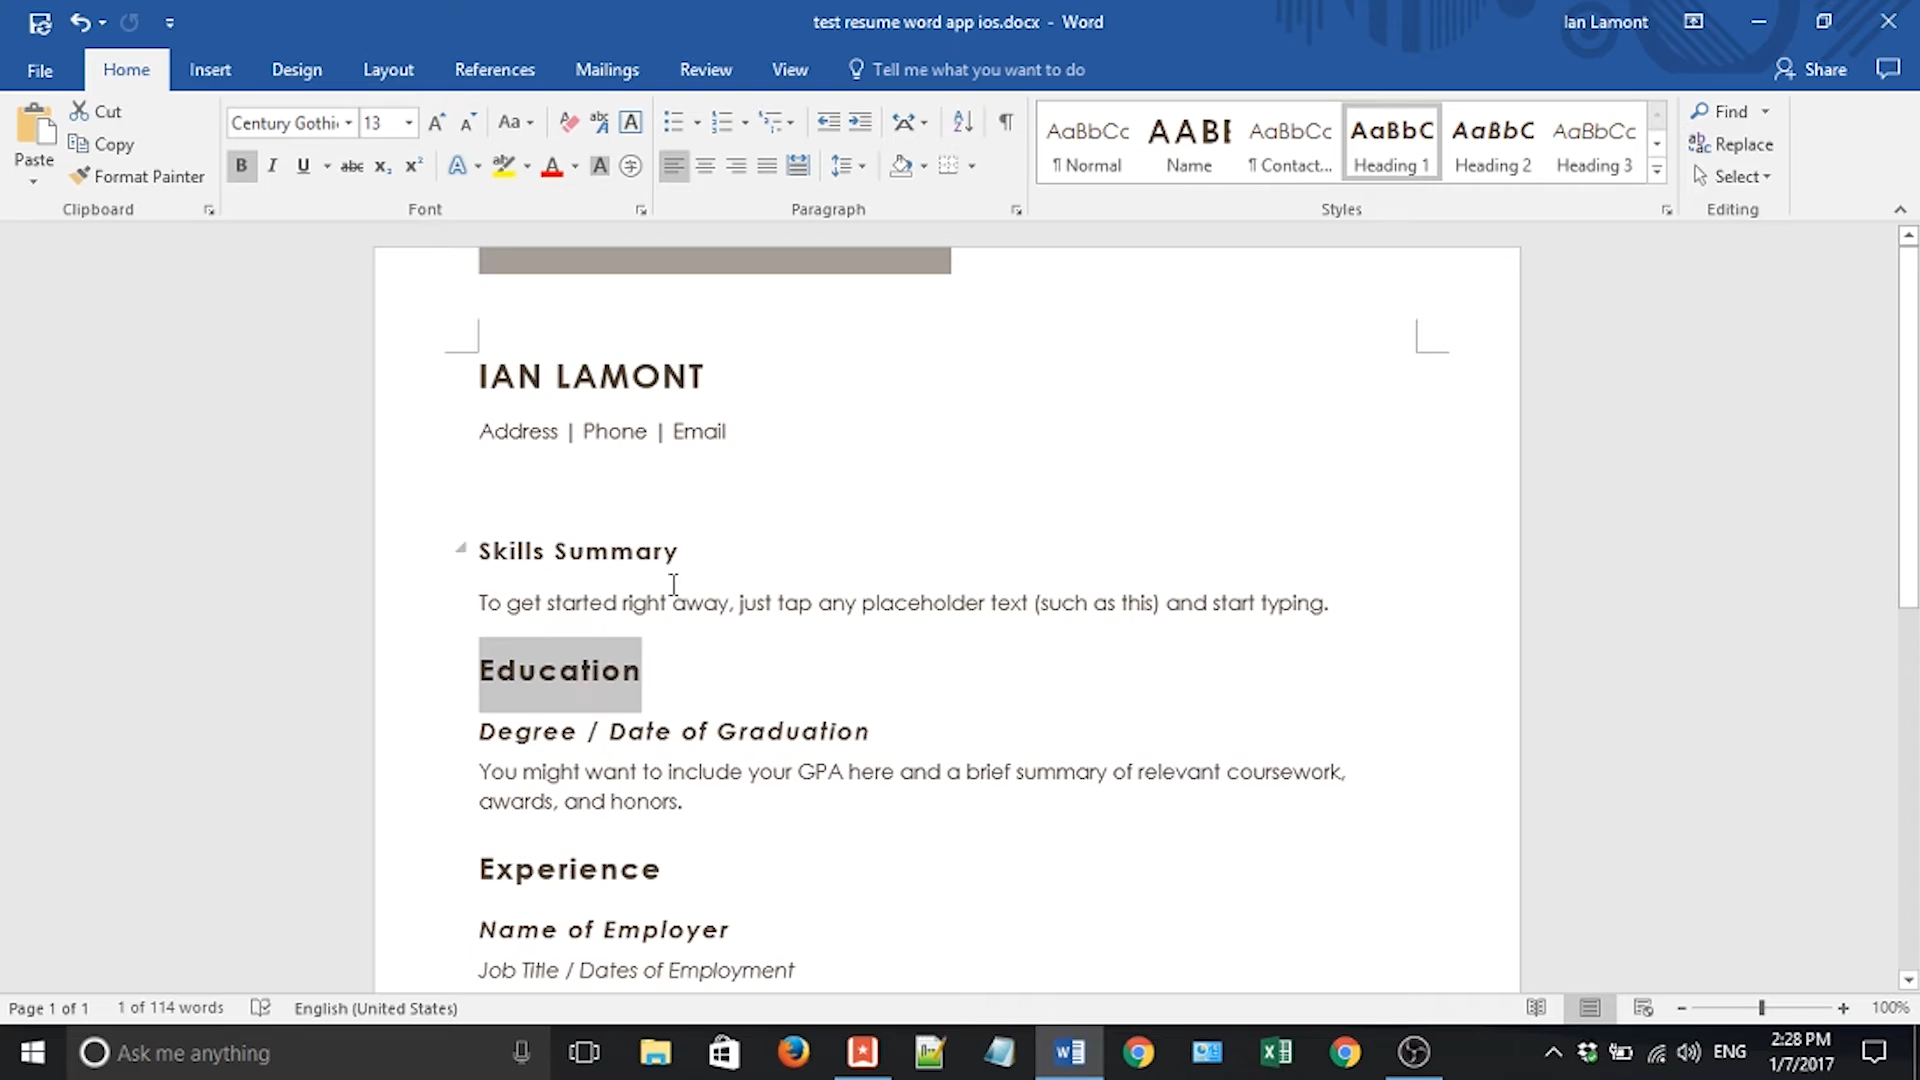 test resume word app ios.docx - Word
Ian Lamont
File
Home
Insert
Design
Layout
References
Mailings
Review
View
Tell me what you want to do
Share
Paste
Cut
Copy
Format Painter
Clipboard
Century Gothi
13
Aa
B I U abc x₂ x²
A
Font
Paragraph
AaBbCc
¶ Normal
AABI
Name
AaBbCc
¶ Contact...
AaBbC
Heading 1
AaBbC
Heading 2
AaBbCc
Heading 3
Styles
Find
Replace
Select
Editing
IAN LAMONT
Address | Phone | Email
Skills Summary
To get started right away, just tap any placeholder text (such as this) and start typing.
Education
Degree / Date of Graduation
You might want to include your GPA here and a brief summary of relevant coursework,
awards, and honors.
Experience
Name of Employer
Job Title / Dates of Employment
Page 1 of 1
1 of 114 words
English (United States)
100%
Ask me anything
ENG
2:28 PM
1/7/2017